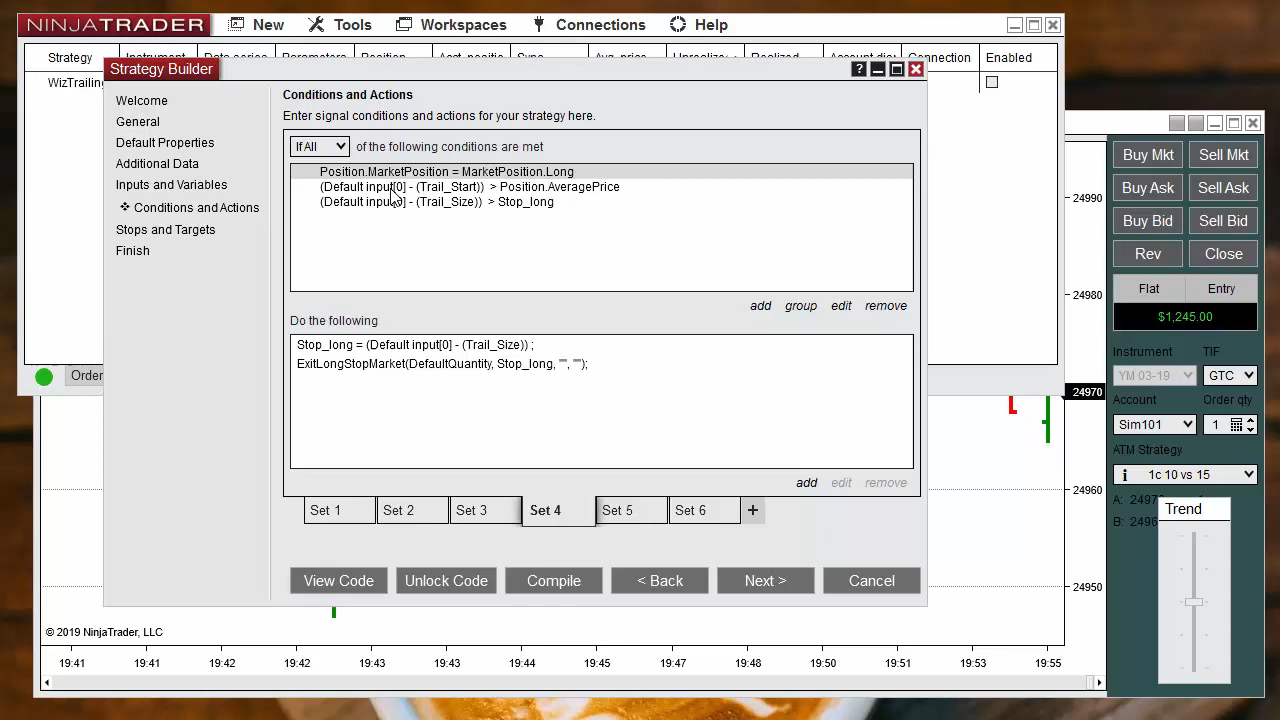 NINJATRADER
New
Tools
Workspaces
Connections
Help
Strategy
Enabled
WizTrailing
Strategy Builder
?
Welcome
General
Default Properties
Additional Data
Inputs and Variables
Conditions and Actions
Stops and Targets
Finish
Conditions and Actions
Enter signal conditions and actions for your strategy here.
If All
of the following conditions are met
Position.MarketPosition = MarketPosition.Long
(Default input[0] - (Trail_Start)) > Position.AveragePrice
(Default input[0] - (Trail_Size)) > Stop_long
add group edit remove
Do the following
Stop_long = (Default input[0] - (Trail_Size)) ;
ExitLongStopMarket(DefaultQuantity, Stop_long, "", "");
add edit remove
Set 1
Set 2
Set 3
Set 4
Set 5
Set 6
+
View Code
Unlock Code
Compile
< Back
Next >
Cancel
Order
© 2019 NinjaTrader, LLC
19:41 19:41 19:42 19:42 19:43 19:44 19:45 19:47 19:48 19:50 19:51 19:53 19:55
24990
24980
24970
24960
24950
Buy Mkt
Sell Mkt
Buy Ask
Sell Ask
Buy Bid
Sell Bid
Rev
Close
Flat
Entry
$1,245.00
Instrument
TIF
YM 03-19
GTC
Account
Order qty
Sim101
1
ATM Strategy
1c 10 vs 15
A:
B:
Trend